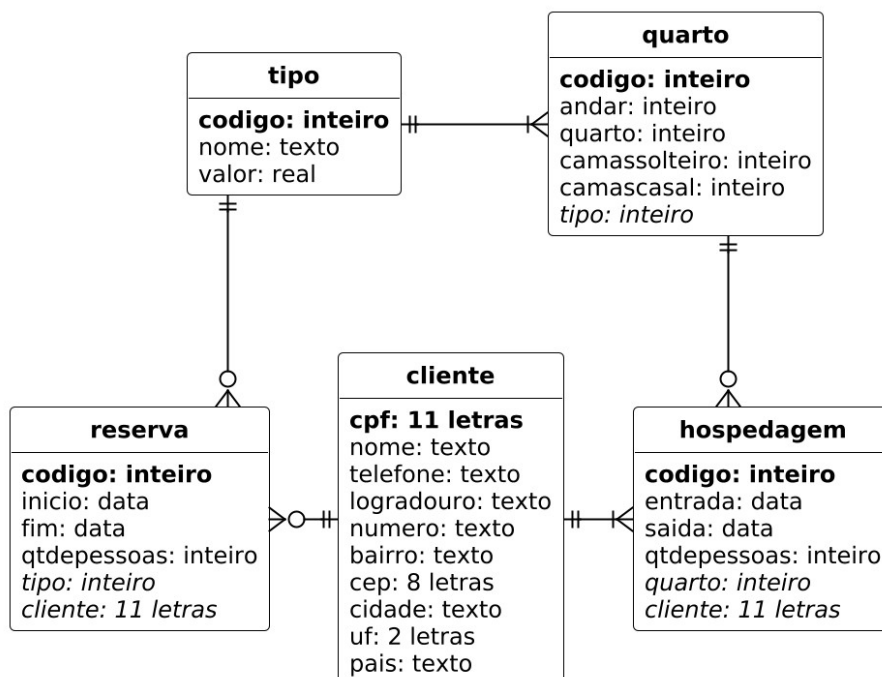 tipo
codigo: inteiro
nome: texto
valor: real
quarto
codigo: inteiro
andar: inteiro
quarto: inteiro
camassolteiro: inteiro
camascasal: inteiro
tipo: inteiro
reserva
codigo: inteiro
inicio: data
fim: data
qtdepessoas: inteiro
tipo: inteiro
cliente: 11 letras
cliente
cpf: 11 letras
nome: texto
telefone: texto
logradouro: texto
numero: texto
bairro: texto
cep: 8 letras
cidade: texto
uf: 2 letras
pais: texto
hospedagem
codigo: inteiro
entrada: data
saida: data
qtdepessoas: inteiro
quarto: inteiro
cliente: 11 letras